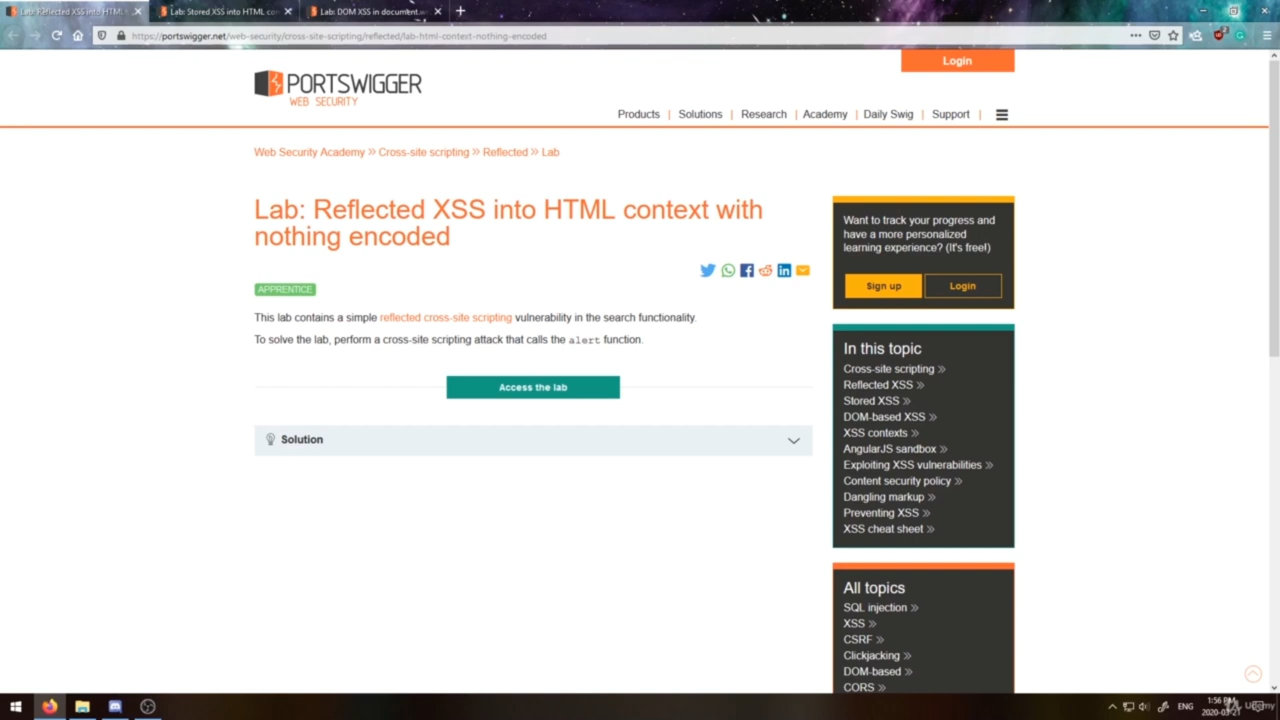 Lab: Reflected XSS into HTML
Lab: Stored XSS into HTML co
Lab: DOM XSS in document.w
https://portswigger.net/web-security/cross-site-scripting/reflected/lab-html-context-nothing-encoded
Login
PORTSWIGGER
WEB SECURITY
Products | Solutions | Research | Academy | Daily Swig | Support |
Web Security Academy » Cross-site scripting » Reflected » Lab
Lab: Reflected XSS into HTML context with
nothing encoded
APPRENTICE
This lab contains a simple reflected cross-site scripting vulnerability in the search functionality.
To solve the lab, perform a cross-site scripting attack that calls the alert function.
Access the lab
Solution
Want to track your progress and
have a more personalized
learning experience? (It's free!)
Sign up
Login
In this topic
Cross-site scripting »
Reflected XSS »
Stored XSS »
DOM-based XSS »
XSS contexts »
AngularJS sandbox »
Exploiting XSS vulnerabilities »
Content security policy »
Dangling markup »
Preventing XSS »
XSS cheat sheet »
All topics
SQL injection »
XSS »
CSRF »
Clickjacking »
DOM-based »
CORS »
ENG
1:56 PM
2020-03-21
Udemy